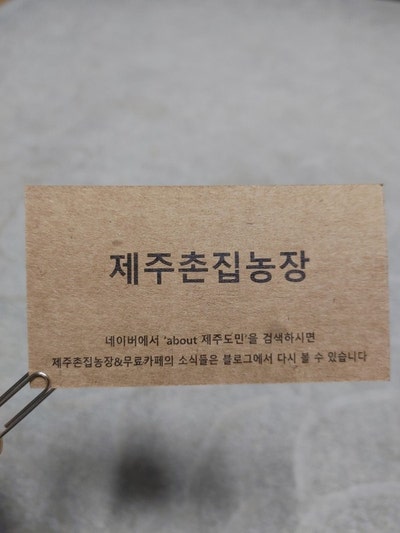 제주촌집농장
네이버에서 'about 제주도민'을 검색하시면
제주촌집농장&무료카페의 소식들은 블로그에서 다시 볼 수 있습니다